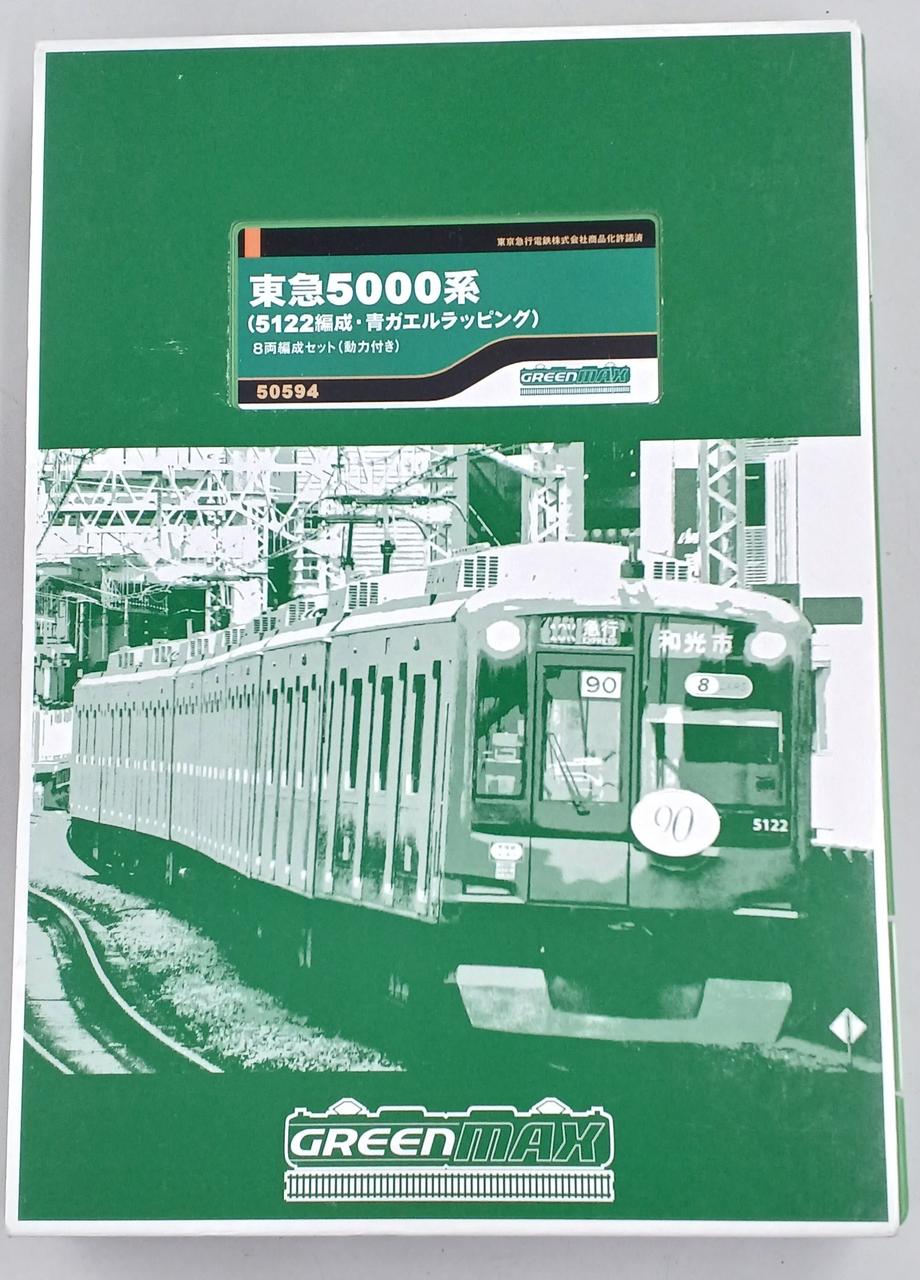 東京急行電鉄株式会社商品化許諾済
東急5000系
(5122編成・青ガエルラッピング)
8両編成セット(動力付き)
50594
GREENMAX
急行
EXPRESS
和光市
90
8
90
5122
GREENMAX